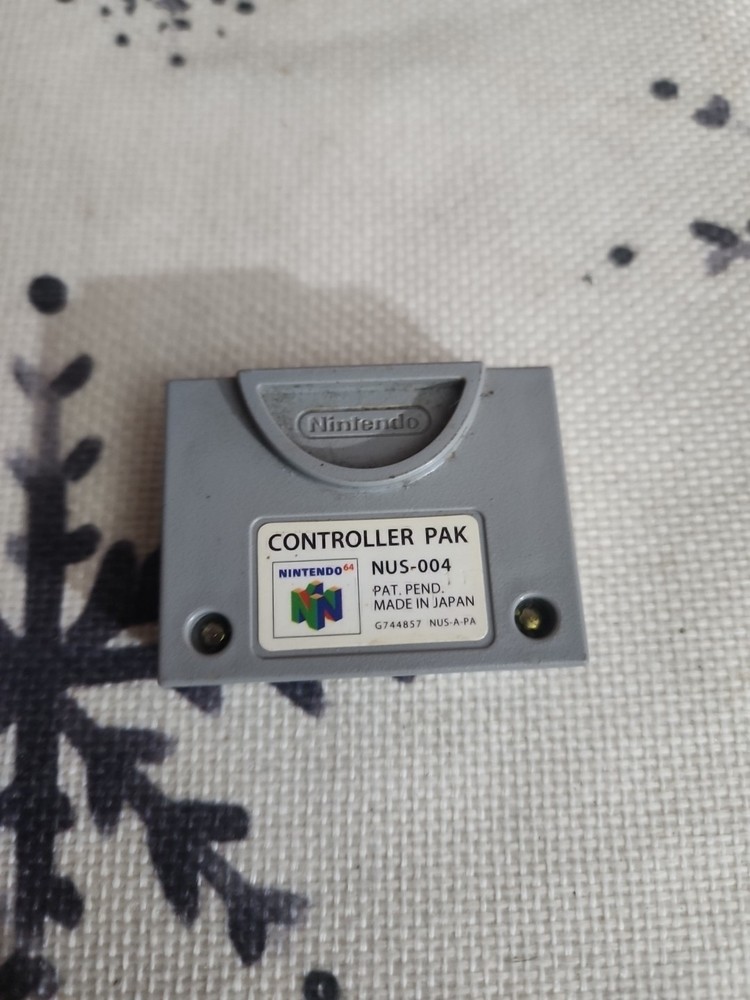 Nintendo
CONTROLLER PAK
NINTENDO64
NUS-004
PAT. PEND.
MADE IN JAPAN
G744857 NUS-A-PA